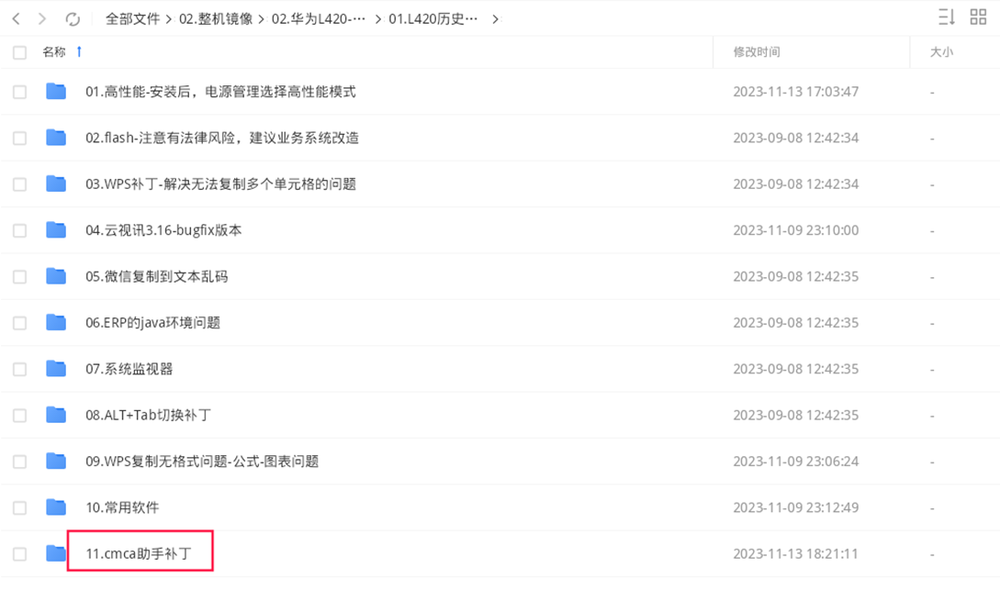 全部文件 > 02.整机镜像 > 02.华为L420-··· > 01.L420历史··· >
名称 ↑ 修改时间 大小
01.高性能-安装后，电源管理选择高性能模式 2023-11-13 17:03:47 -
02.flash-注意有法律风险，建议业务系统改造 2023-09-08 12:42:34 -
03.WPS补丁-解决无法复制多个单元格的问题 2023-09-08 12:42:34 -
04.云视讯3.16-bugfix版本 2023-11-09 23:10:00 -
05.微信复制到文本乱码 2023-09-08 12:42:35 -
06.ERP的java环境问题 2023-09-08 12:42:35 -
07.系统监视器 2023-09-08 12:42:35 -
08.ALT+Tab切换补丁 2023-09-08 12:42:35 -
09.WPS复制无格式问题-公式-图表问题 2023-11-09 23:06:24 -
10.常用软件 2023-11-09 23:12:49 -
11.cmca助手补丁 2023-11-13 18:21:11 -